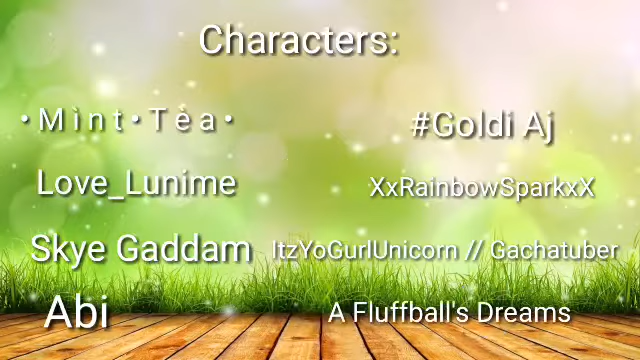 Characters:
• M ì n t • T è a •
#Goldi Aj
Love_Lunime
XxRainbowSparkxX
Skye Gaddam
ItzYoGurlUnicorn // Gachatuber
Abi
A Fluffball's Dreams